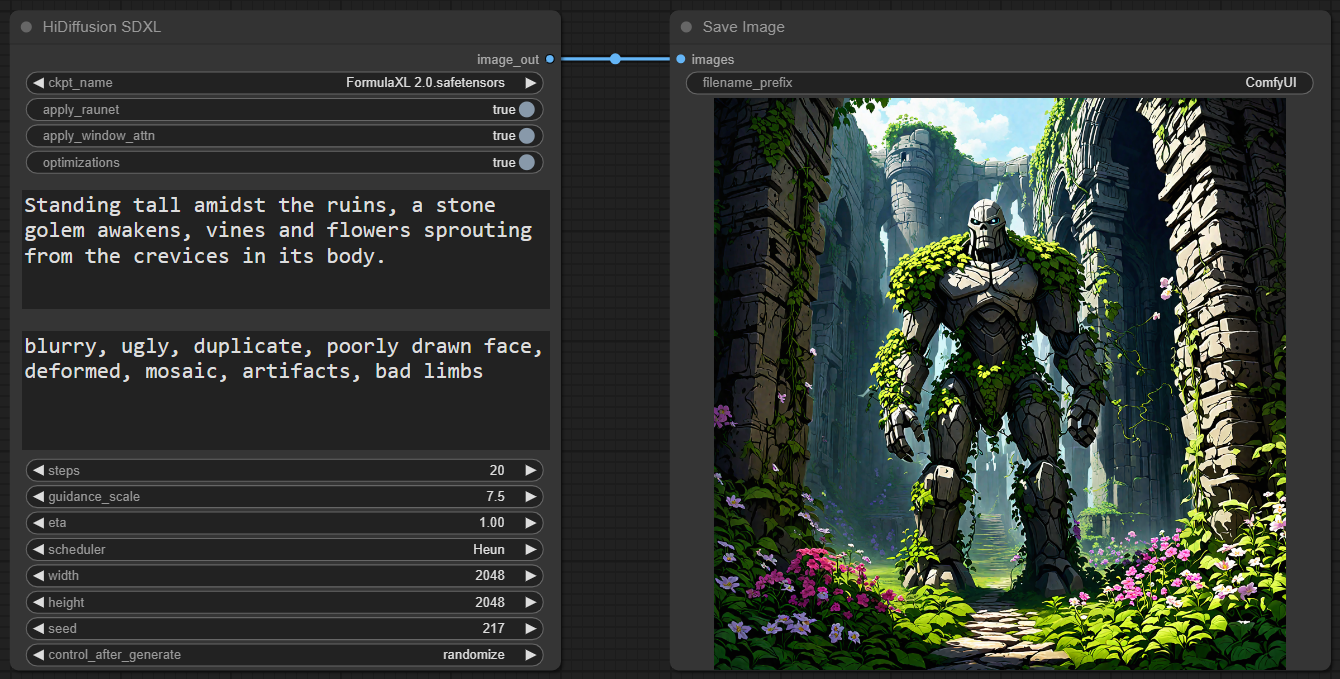 HiDiffusion SDXL
image_out
ckpt_name FormulaXL 2.0.safetensors
apply_raunet true
apply_window_attn true
optimizations true
Standing tall amidst the ruins, a stone
golem awakens, vines and flowers sprouting
from the crevices in its body.
blurry, ugly, duplicate, poorly drawn face,
deformed, mosaic, artifacts, bad limbs
steps 20
guidance_scale 7.5
eta 1.00
scheduler Heun
width 2048
height 2048
seed 217
control_after_generate randomize
Save Image
images
filename_prefix ComfyUI